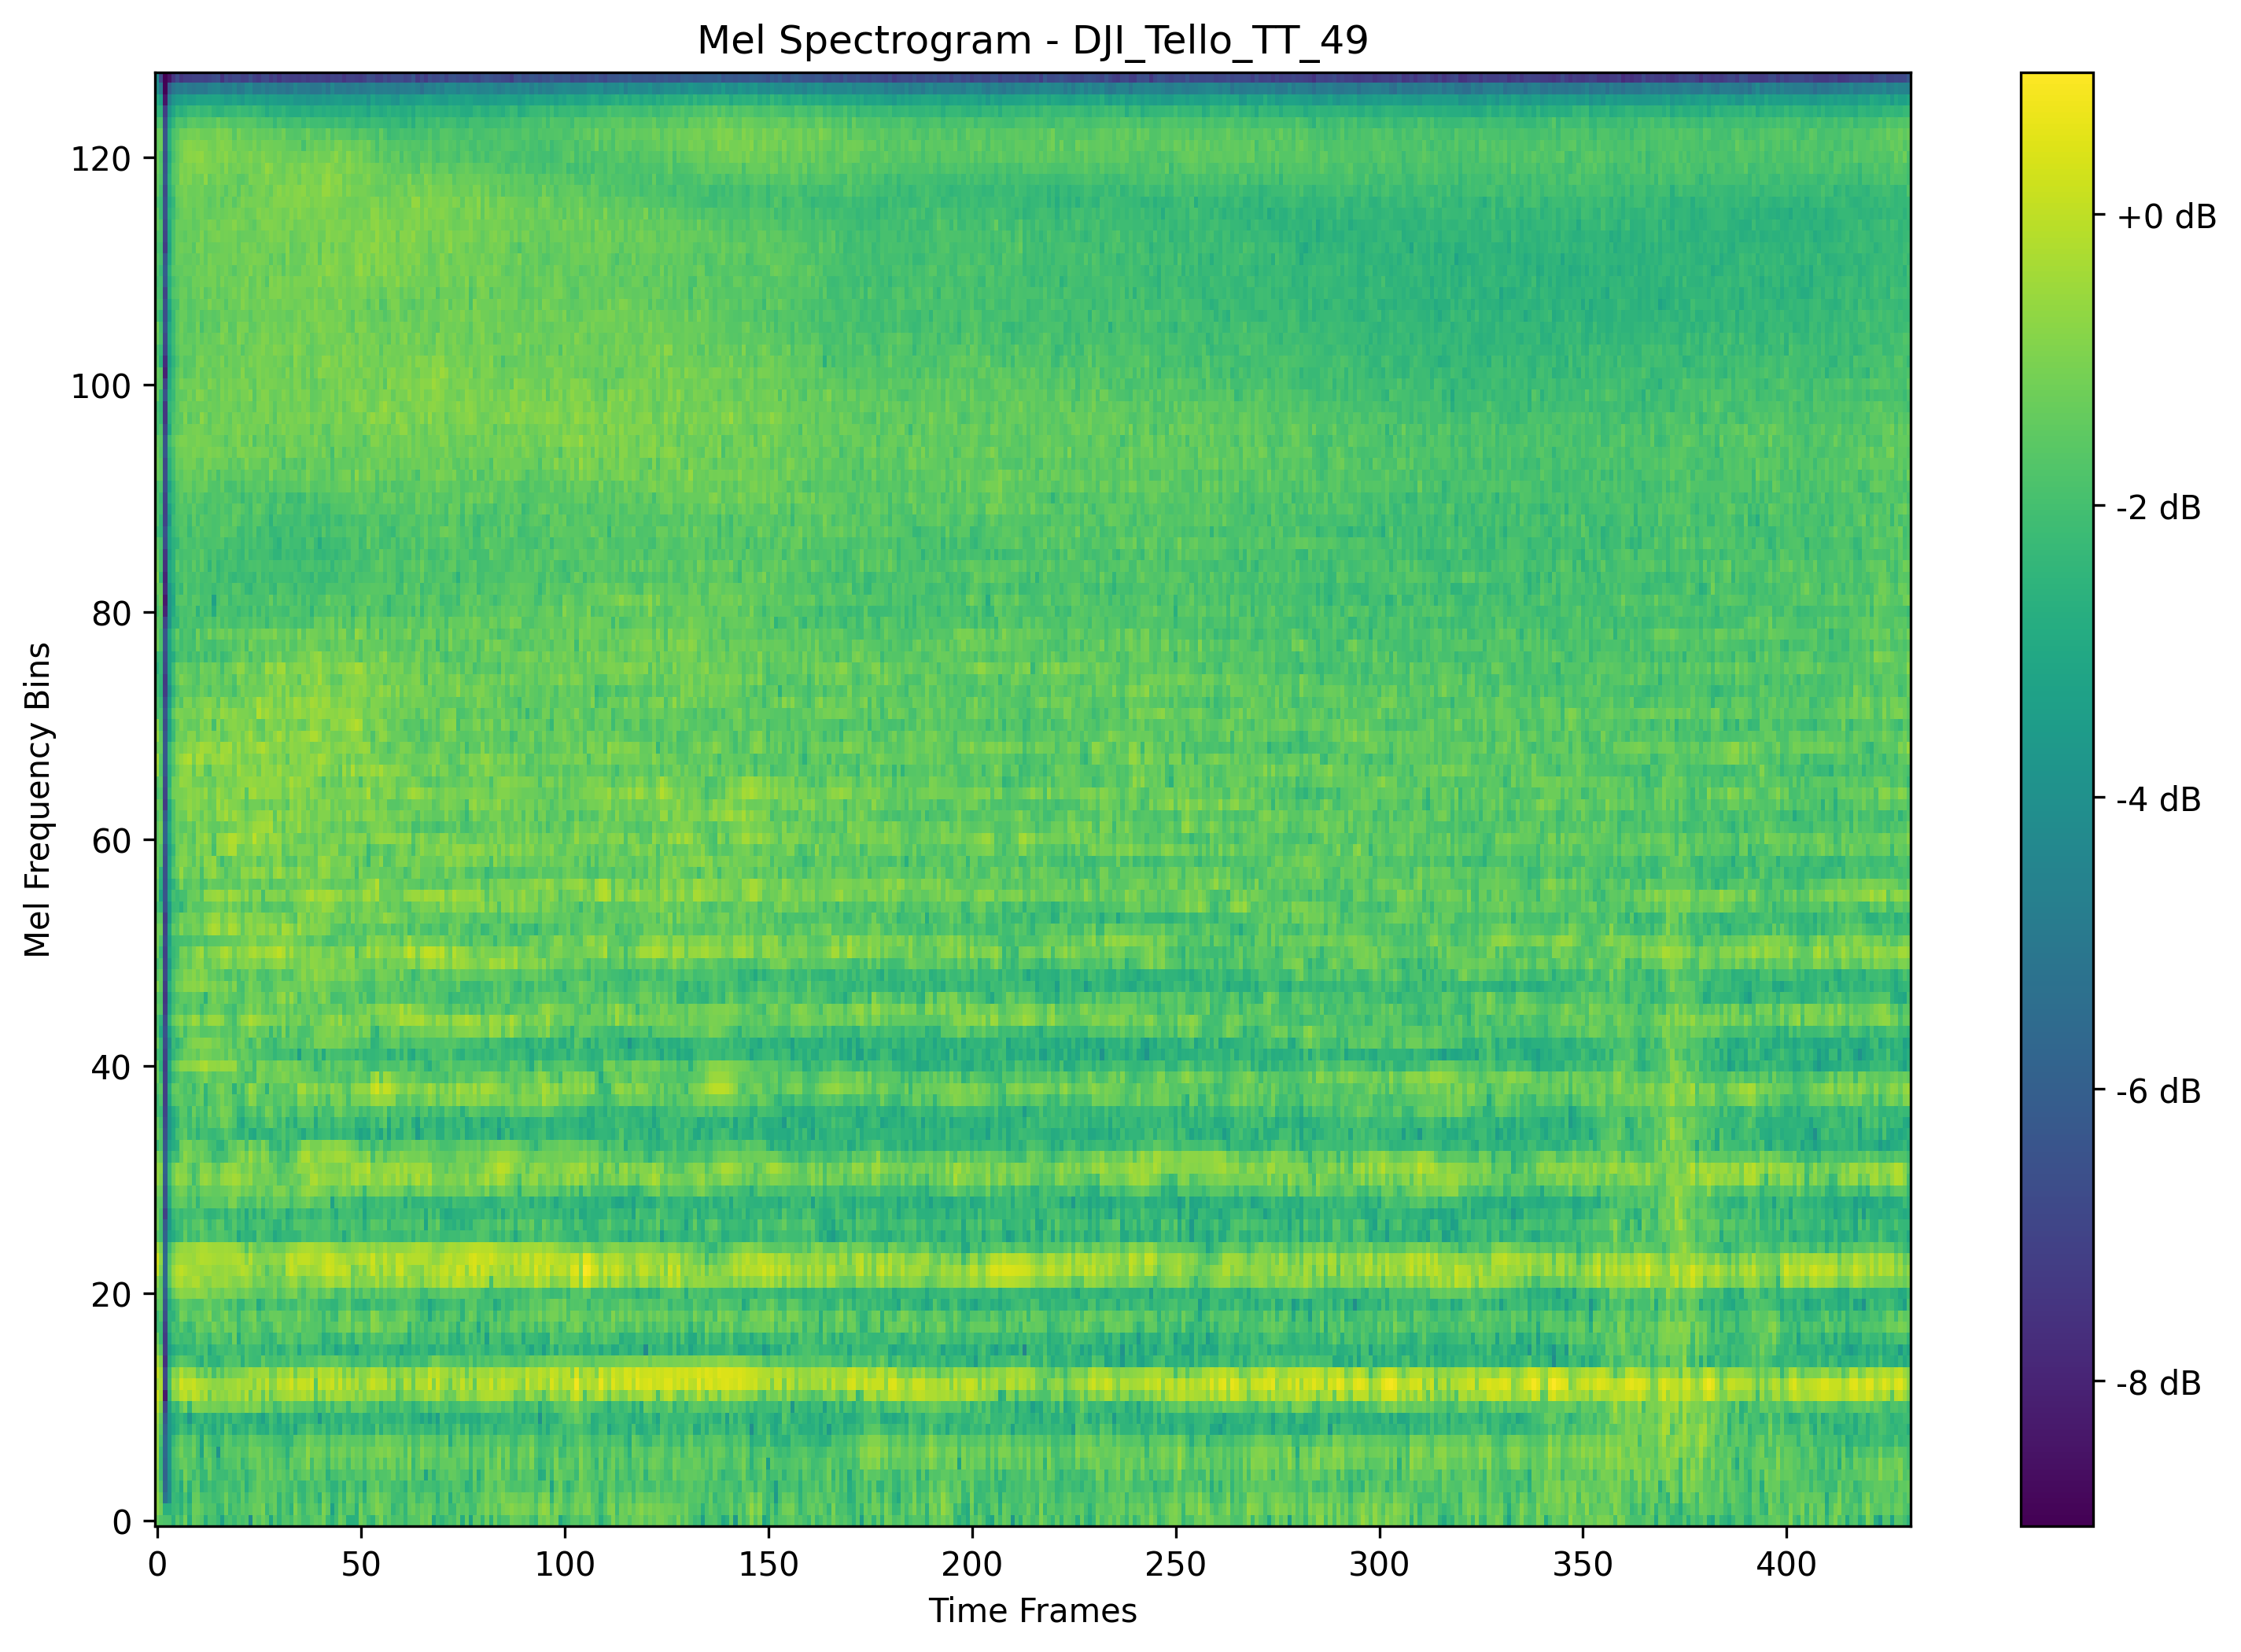 Mel Spectrogram - DJI_Tello_TT_49
Mel Frequency Bins
120
100
80
60
40
20
0
0 50 100 150 200 250 300 350 400
Time Frames
+0 dB
-2 dB
-4 dB
-6 dB
-8 dB